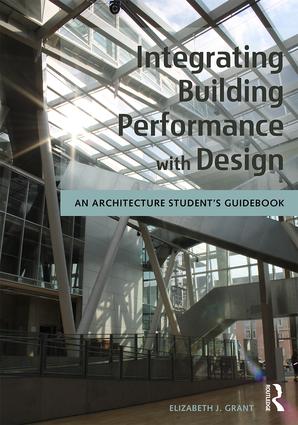 Integrating
Building
Performance
with Design
AN ARCHITECTURE STUDENT'S GUIDEBOOK
ELIZABETH J. GRANT
ROUTLEDGE